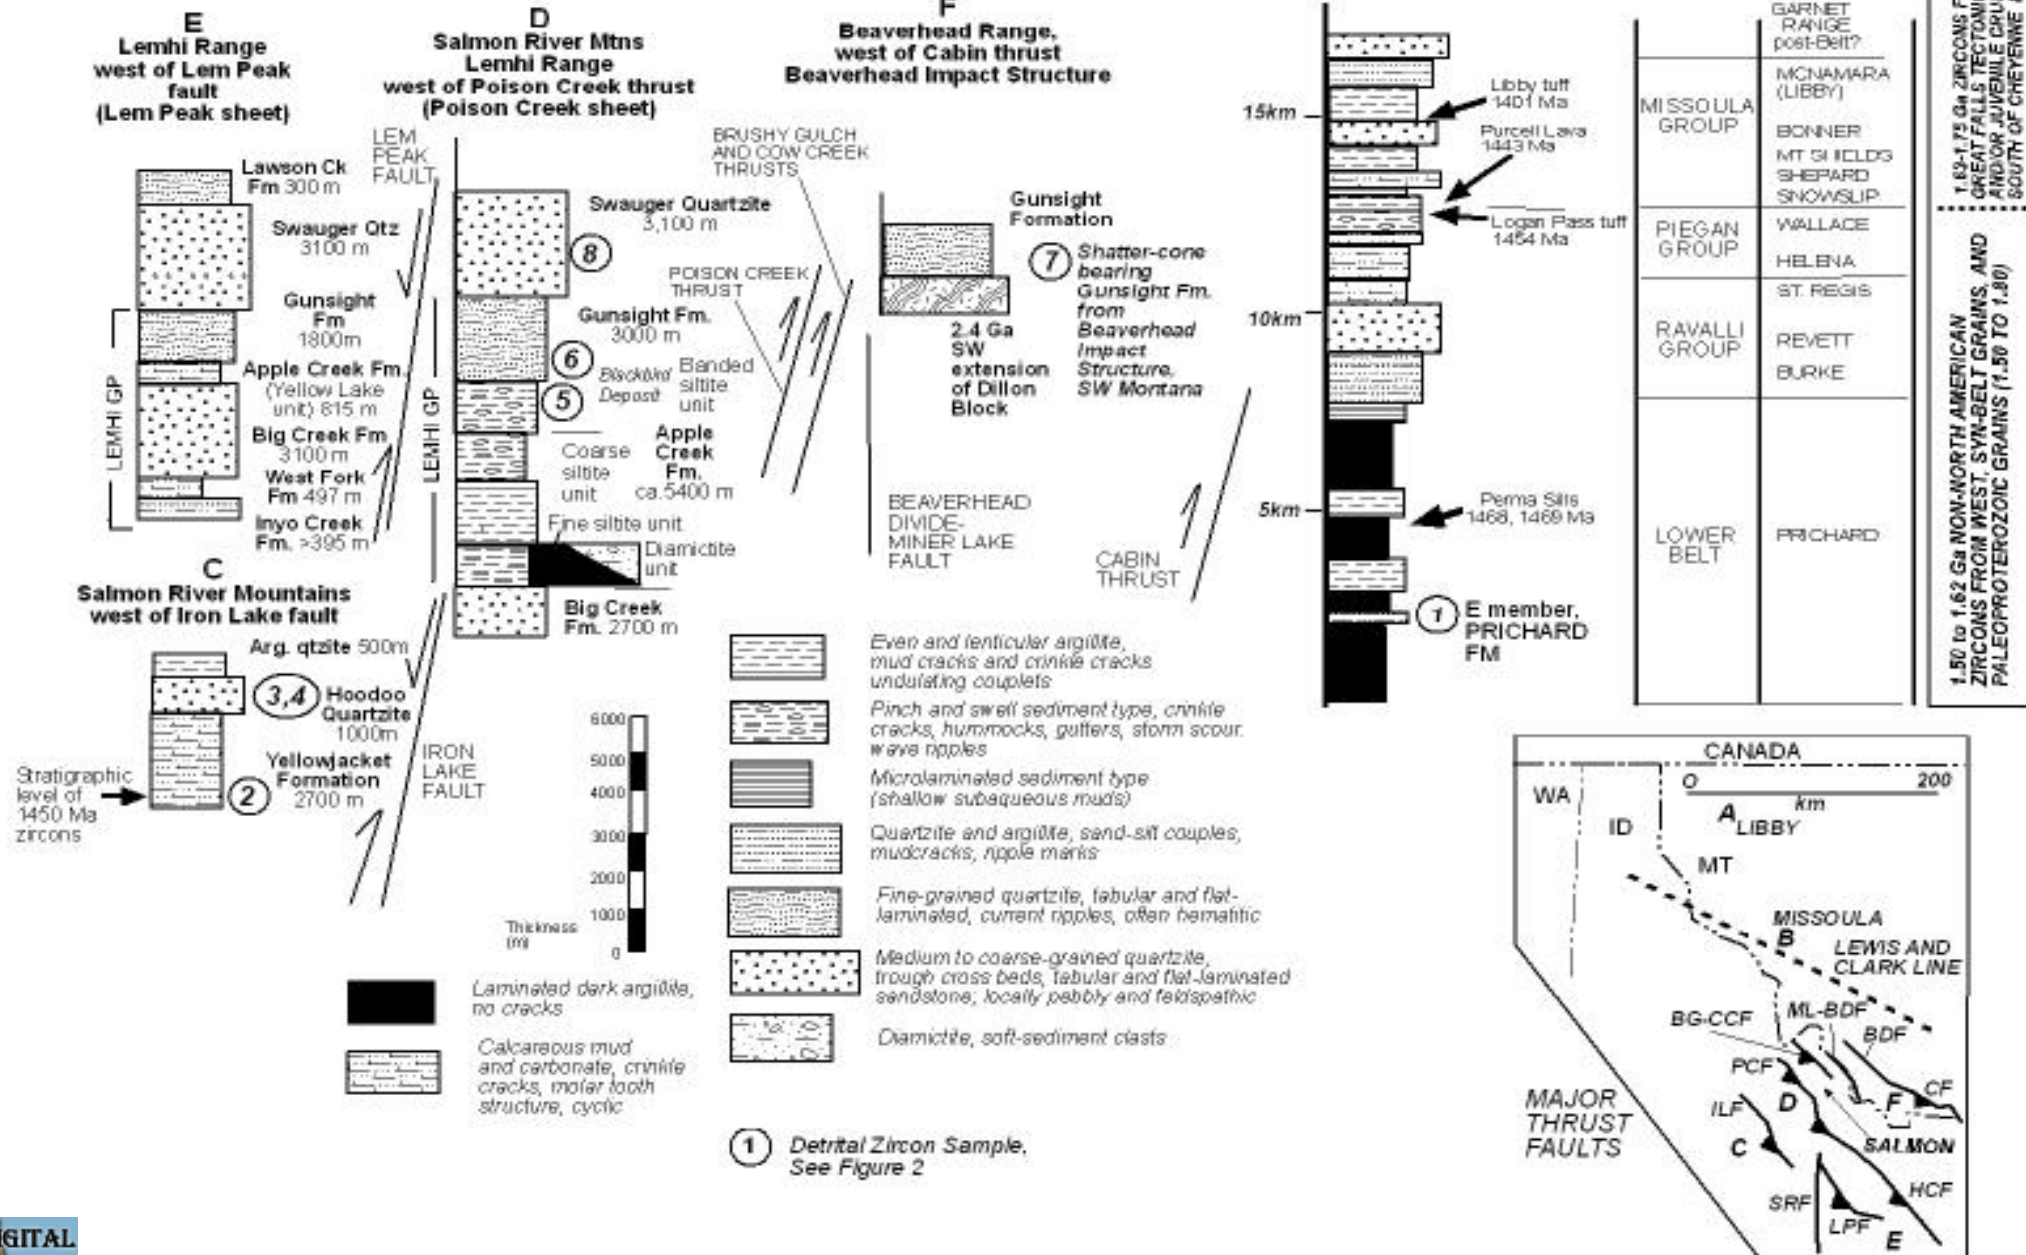 E
Lemhi Range
west of Lem Peak
fault
(Lem Peak sheet)
Lawson Ck
Fm 300 m
Swauger Qtz
3100 m
Gunsight
Fm
1800m
Apple Creek Fm.
(Yellow Lake
unit) 815 m
Big Creek Fm
3100 m
West Fork
Fm 497 m
Inyo Creek
Fm. >395 m
LEMHI GP
LEM
PEAK
FAULT
D
Salmon River Mtns
Lemhi Range
west of Poison Creek thrust
(Poison Creek sheet)
Swauger Quartzite
3,100 m
8
Gunsight Fm.
3000 m
6
Blackbird
Deposit
5
Banded
siltite
unit
Coarse
siltite
unit
Apple
Creek
Fm.
ca.5400 m
Fine siltite unit
Diamictite
unit
Big Creek
Fm. 2700 m
LEMHI GP
BRUSHY GULCH
AND COW CREEK
THRUSTS
POISON CREEK
THRUST
F
Beaverhead Range,
west of Cabin thrust
Beaverhead Impact Structure
Gunsight
Formation
7
Shatter-cone
bearing
Gunsight Fm.
from
Beaverhead
Impact
Structure,
SW Montana
2.4 Ga
SW
extension
of Dillon
Block
BEAVERHEAD
DIVIDE-
MINER LAKE
FAULT
CABIN
THRUST
C
Salmon River Mountains
west of Iron Lake fault
Arg. qtzite 500m
3,4
Hoodoo
Quartzite
1000m
Yellowjacket
Formation
2700 m
2
Stratigraphic
level of
1450 Ma
zircons
IRON
LAKE
FAULT
6000
5000
4000
3000
2000
1000
0
Thickness
(m)
Laminated dark argillite,
no cracks
Calcareous mud
and carbonate, crinkle
cracks, molar tooth
structure, cyclic
Even and lenticular argillite,
mud cracks and crinkle cracks
undulating couplets
Pinch and swell sediment type, crinkle
cracks, hummocks, gutters, storm scour.
wave ripples
Microlaminated sediment type
(shallow subaqueous muds)
Quartzite and argillite, sand-silt couples,
mudcracks, ripple marks
Fine-grained quartzite, tabular and flat-
laminated, current ripples, often hematitic
Medium to coarse-grained quartzite,
trough cross beds, tabular and flat-laminated
sandstone; locally pebbly and feldspathic
Diamictite, soft-sediment clasts
1
Detrital Zircon Sample,
See Figure 2
15km
10km
5km
Libby tuff
1401 Ma
Purcell Lava
1443 Ma
Logan Pass tuff
1454 Ma
Perma Sills
1468, 1469 Ma
1
E member,
PRICHARD
FM
MISSOULA
GROUP
PIEGAN
GROUP
RAVALLI
GROUP
LOWER
BELT
GARNET
RANGE
post-Belt?
MCNAMARA
(LIBBY)
BONNER
MT SHIELDS
SHEPARD
SNOWSLIP
WALLACE
HELENA
ST. REGIS
REVETT
BURKE
PRICHARD
1.63-1.75 Ga ZIRCONS F
GREAT FALLS TECTONI
AND/OR JUVENILE CRU
SOUTH OF CHEYENNE
1.50 to 1.62 Ga NON-NORTH AMERICAN
ZIRCONS FROM WEST, SYN-BELT GRAINS, AND
PALEOPROTEROZOIC GRAINS (1.50 TO 1.80)
CANADA
WA
ID
MT
O
200
km
A
LIBBY
MISSOULA
B
LEWIS AND
CLARK LINE
ML-BDF
BG-CCF
BDF
PCF
CF
ILF
D
F
C
SALMON
SRF
HCF
LPF
E
MAJOR
THRUST
FAULTS
GITAL